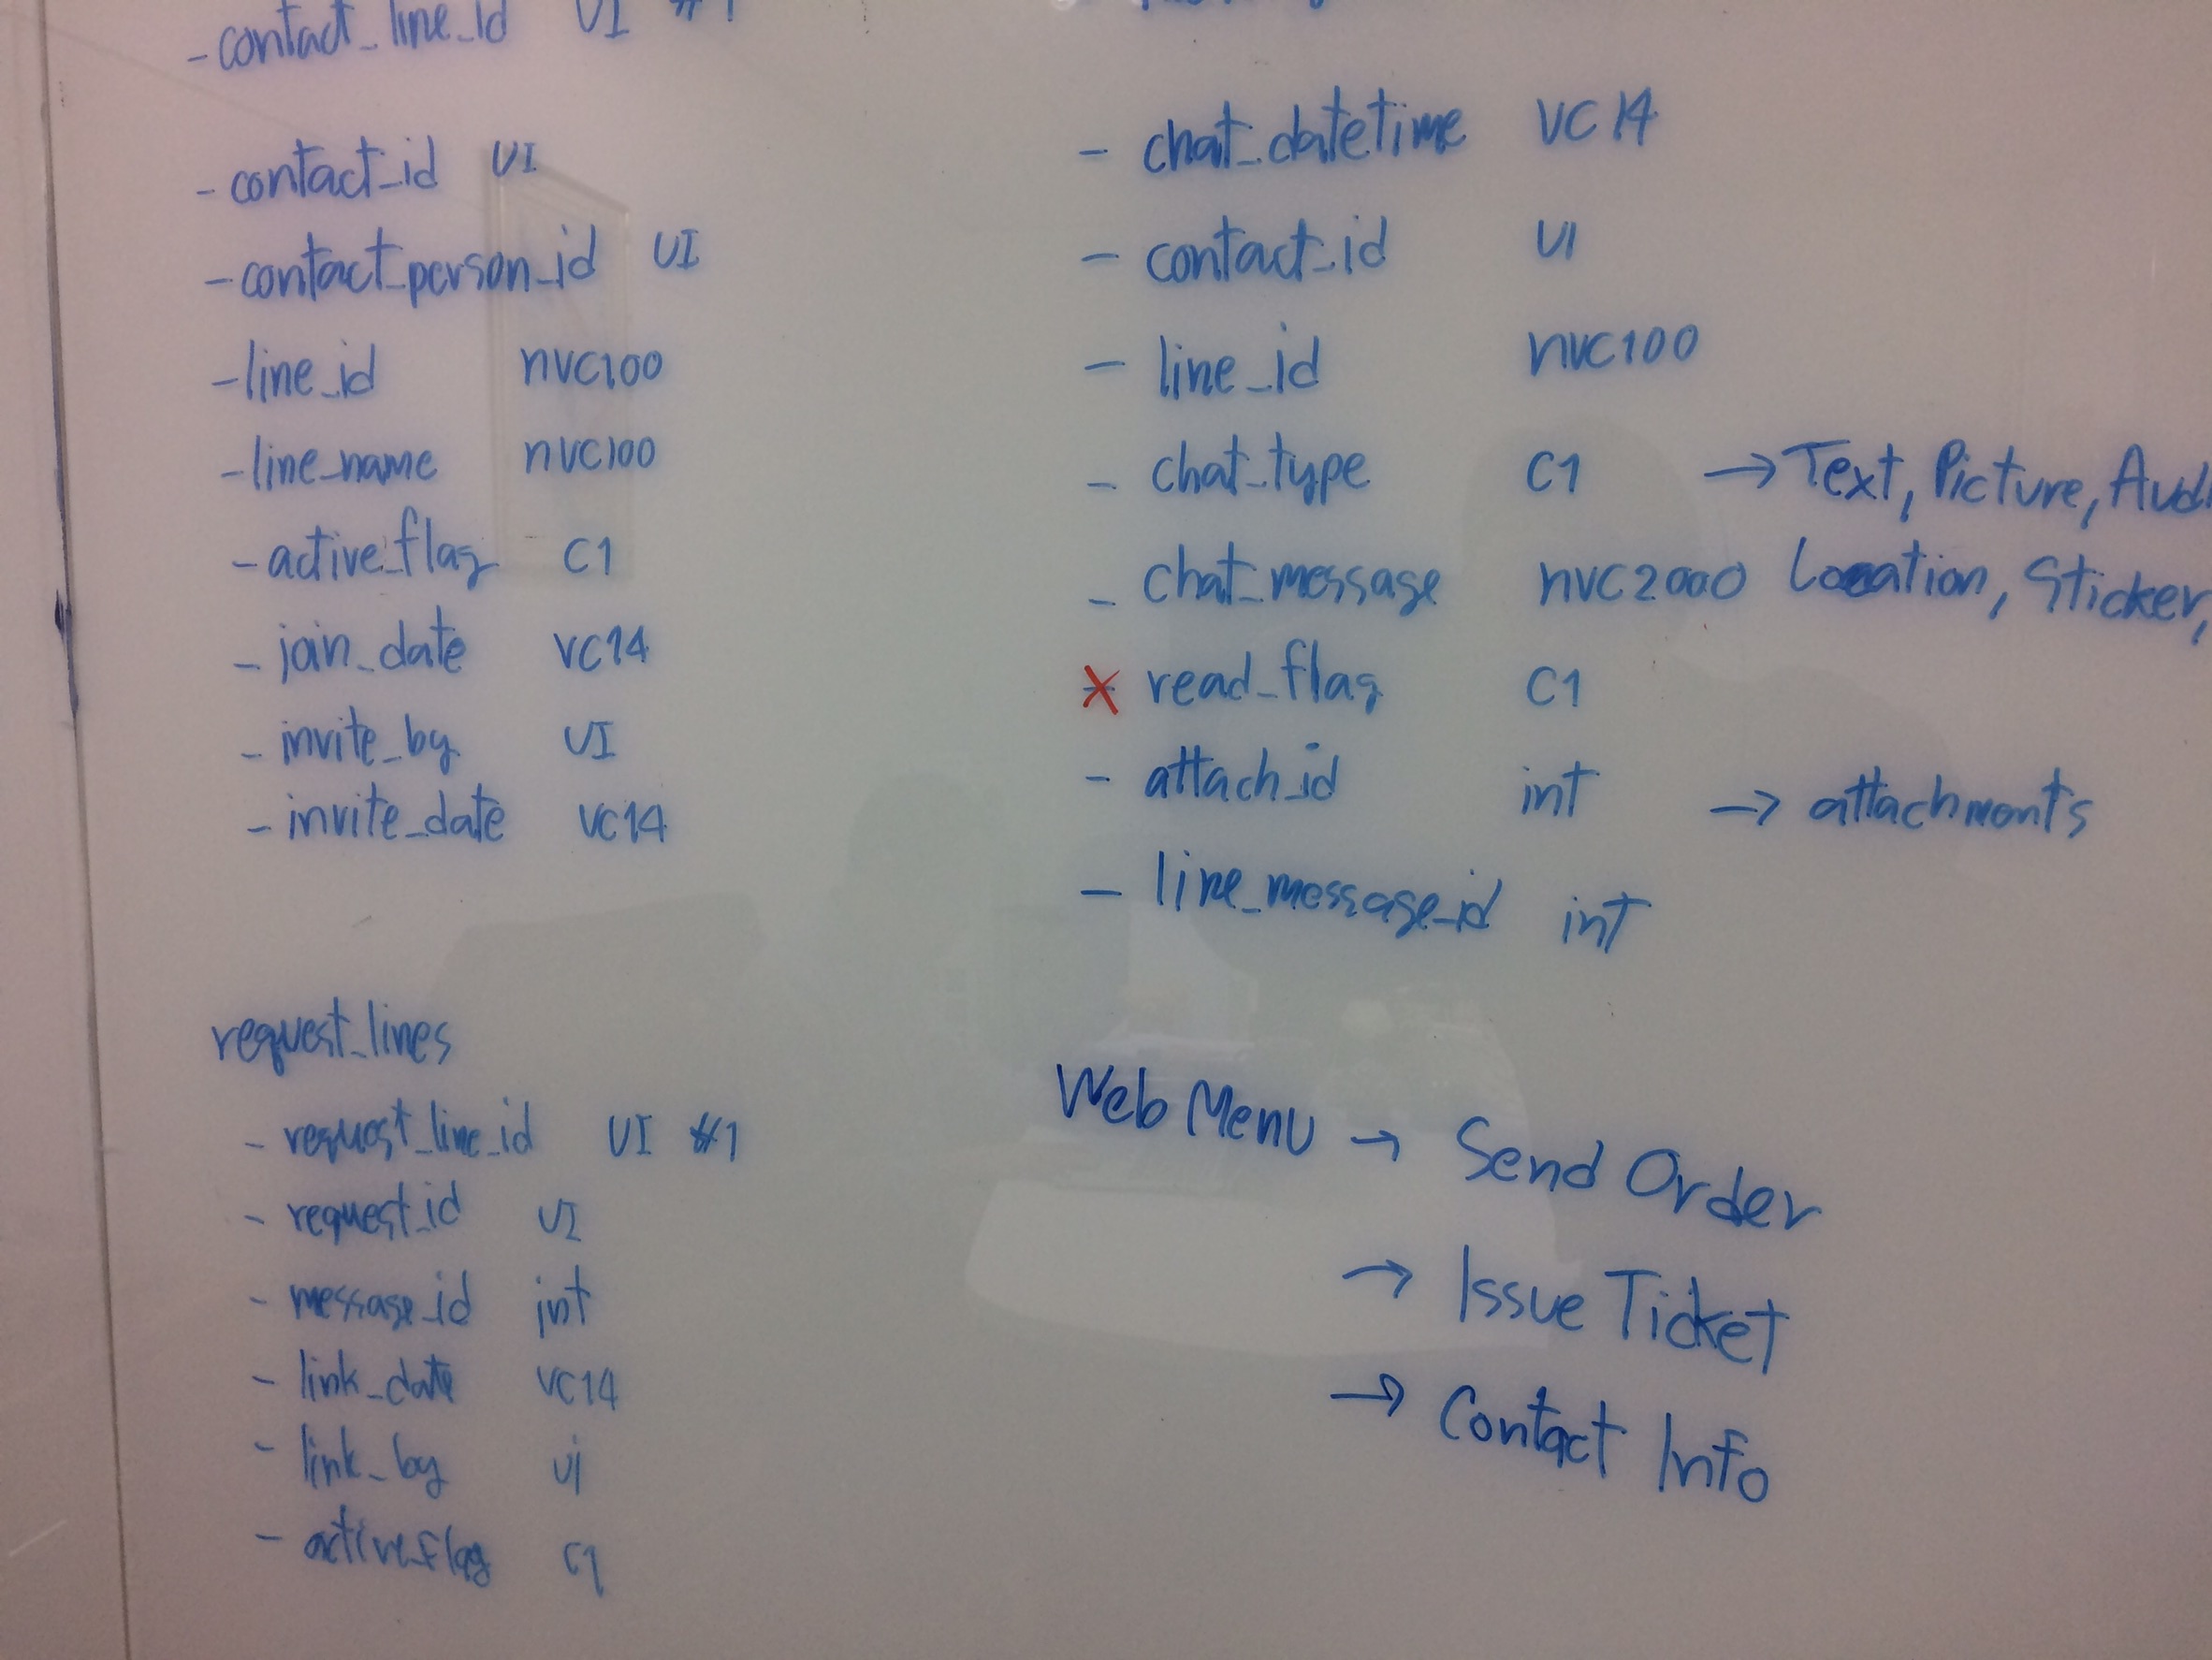 - contact_line_id UI #1
- contact_id UI
- contact_person_id UI
- line_id nvc100
- line_name nvc100
- active_flag C1
- join_date vc14
- invite_by UI
- invite_date vc14
request_lines
- request_line_id UI #1
- request_id UI
- message_id int
- link_date vc14
- link_by ui
- active_flag c1
- chat_datetime vc14
- contact_id UI
- line_id nvc100
- chat_type C1 → Text, Picture, Aud
- chat_message nvc2000 Location, Sticker,
x read_flag C1
- attach_id int → attachments
- line_message_id int
Web Menu → Send Order
→ Issue Ticket
→ Contact Info